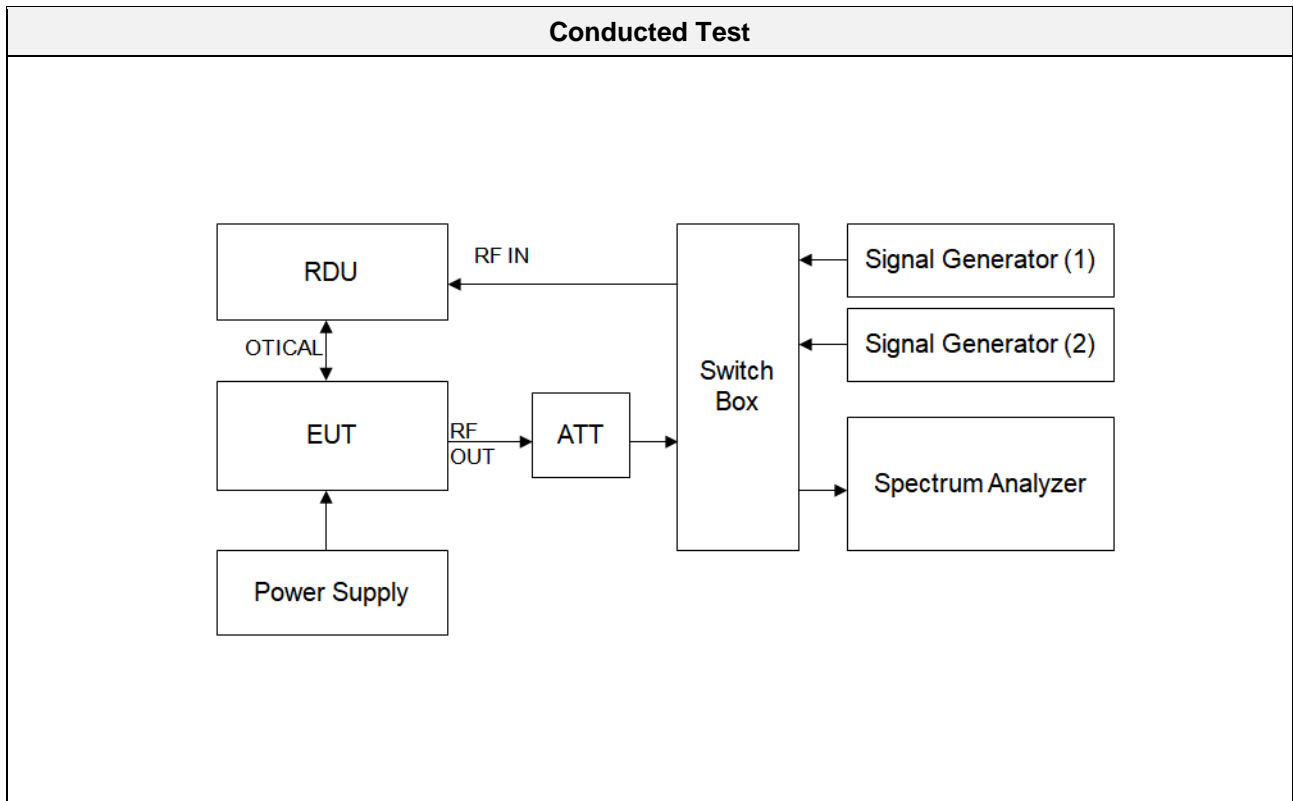 Conducted Test
RDU
RF IN
Signal Generator (1)
OTICAL
Signal Generator (2)
Switch
Box
EUT
RF
OUT
ATT
Spectrum Analyzer
Power Supply